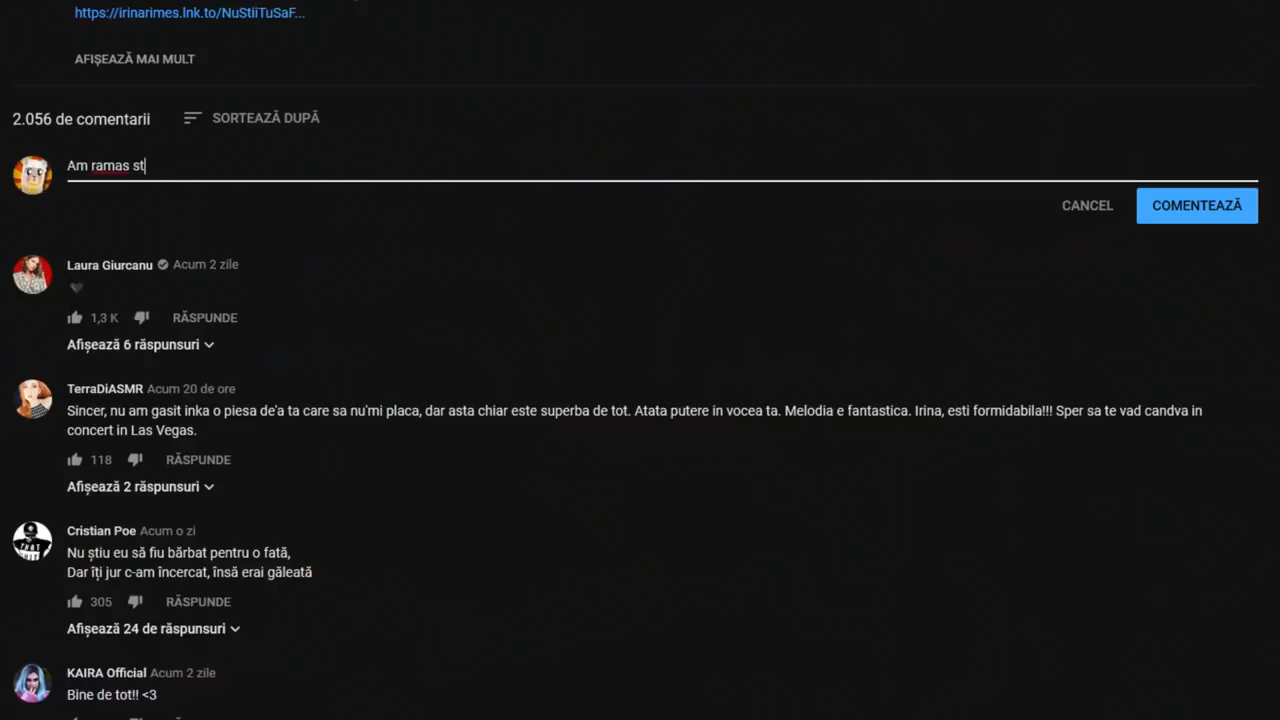 https://irinarimes.lnk.to/NuStiiTuSaF...
AFIȘEAZĂ MAI MULT
2.056 de comentarii SORTEAZĂ DUPĂ
Am ramas st
CANCEL COMENTEAZĂ
Laura Giurcanu Acum 2 zile
1,3 K RĂSPUNDE
Afișează 6 răspunsuri
TerraDiASMR Acum 20 de ore
Sincer, nu am gasit inka o piesa de'a ta care sa nu'mi placa, dar asta chiar este superba de tot. Atata putere in vocea ta. Melodia e fantastica. Irina, esti formidabila!!! Sper sa te vad candva in
concert in Las Vegas.
118 RĂSPUNDE
Afișează 2 răspunsuri
Cristian Poe Acum o zi
Nu știu eu să fiu bărbat pentru o fată,
Dar îți jur c-am încercat, însă erai găleată
305 RĂSPUNDE
Afișează 24 de răspunsuri
KAIRA Official Acum 2 zile
Bine de tot!! <3